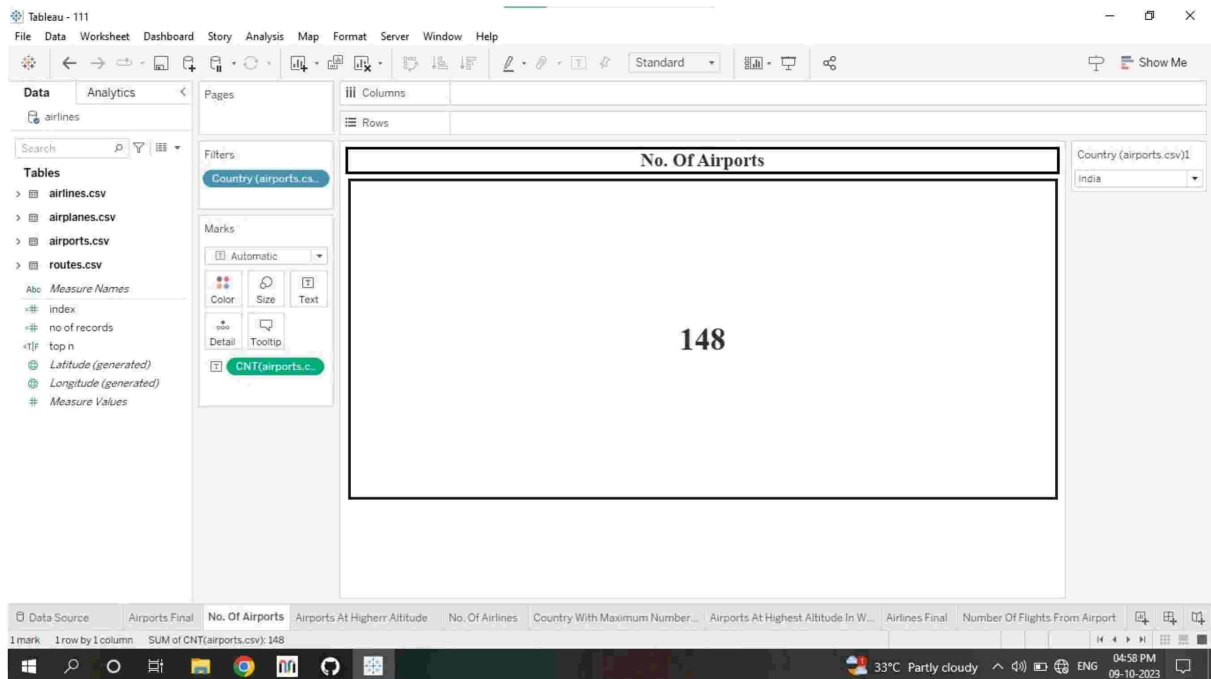 Tableau - 111
File Data Worksheet Dashboard Story Analysis Map Format Server Window Help
Standard
Show Me
Data Analytics
airlines
Search
Tables
airlines.csv
airplanes.csv
airports.csv
routes.csv
Abc Measure Names
=# index
=# no of records
=T|F top n
Latitude (generated)
Longitude (generated)
# Measure Values
Pages
Filters
Country (airports.cs..
Marks
Automatic
Color Size Text
Detail Tooltip
CNT(airports.c..
Columns
Rows
No. Of Airports
148
Country (airports.csv)1
India
Data Source Airports Final No. Of Airports Airports At Higherr Altitude No. Of Airlines Country With Maximum Number... Airports At Highest Altitude In W... Airlines Final Number Of Flights From Airport
1 mark 1 row by 1 column SUM of CNT(airports.csv): 148
33°C Partly cloudy ENG 04:58 PM
09-10-2023